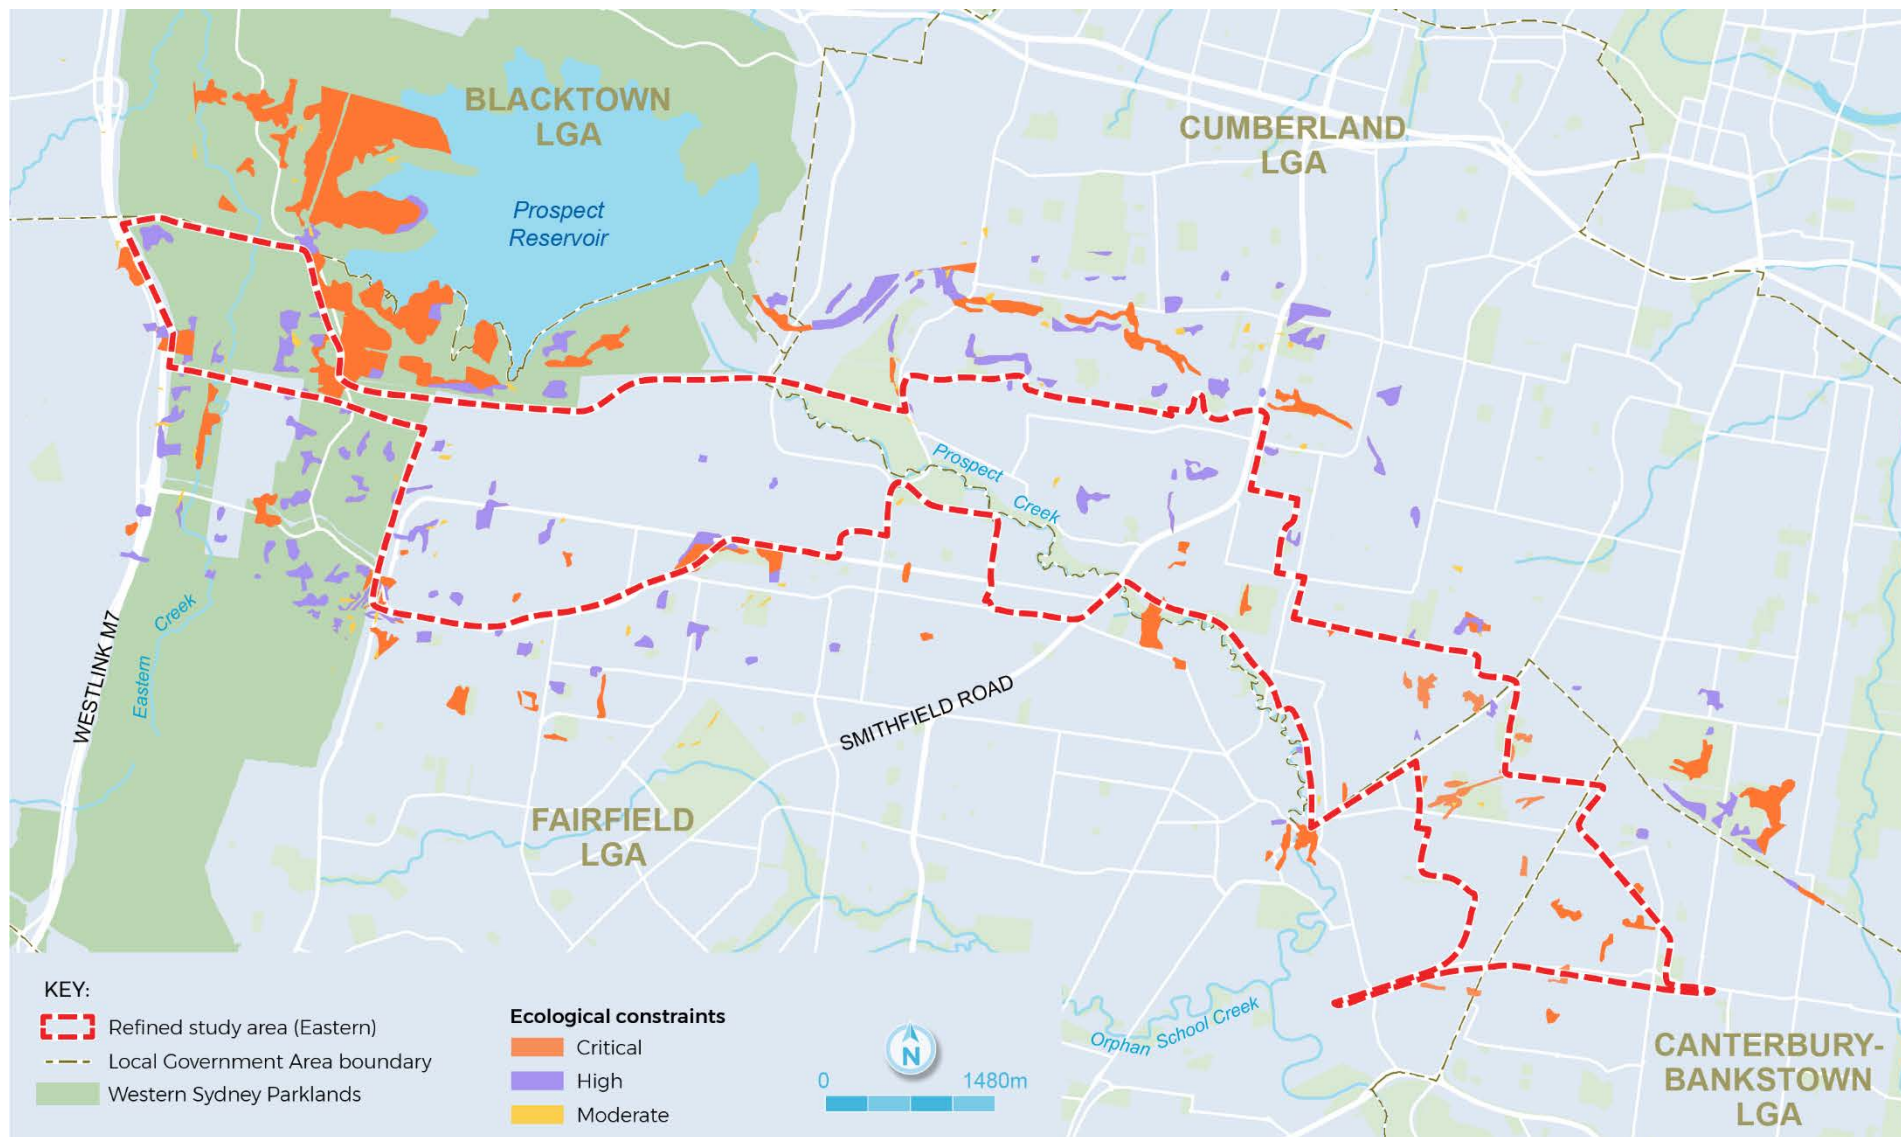 BLACKTOWN
LGA
CUMBERLAND
LGA
Prospect
Reservoir
Prospect
Creek
WESTLINK M7
Eastern
Creek
SMITHFIELD ROAD
FAIRFIELD
LGA
Orphan School Creek
CANTERBURY-
BANKSTOWN
LGA
KEY:
Refined study area (Eastern)
Local Government Area boundary
Western Sydney Parklands
Ecological constraints
Critical
High
Moderate
N
0 1480m